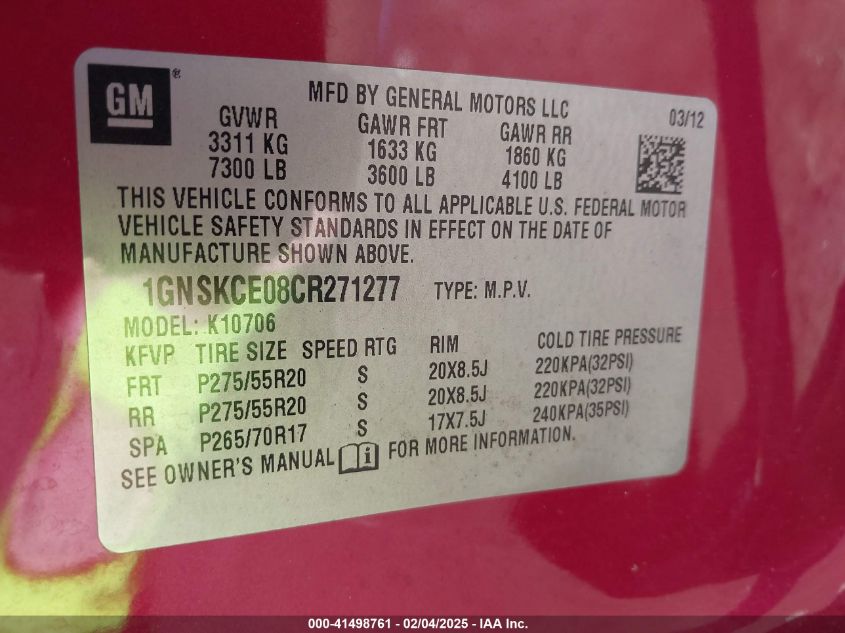 GM ®
MFD BY GENERAL MOTORS LLC
03/12
GVWR GAWR FRT GAWR RR
3311 KG 1633 KG 1860 KG
7300 LB 3600 LB 4100 LB
THIS VEHICLE CONFORMS TO ALL APPLICABLE U.S. FEDERAL MOTOR
VEHICLE SAFETY STANDARDS IN EFFECT ON THE DATE OF
MANUFACTURE SHOWN ABOVE.
1GNSKCE08CR271277 TYPE: M.P.V.
MODEL: K10706
KFVP TIRE SIZE SPEED RTG RIM COLD TIRE PRESSURE
FRT P275/55R20 S 20X8.5J 220KPA(32PSI)
RR P275/55R20 S 20X8.5J 220KPA(32PSI)
SPA P265/70R17 S 17X7.5J 240KPA(35PSI)
SEE OWNER'S MANUAL i FOR MORE INFORMATION.
000-41498761 - 02/04/2025 - IAA Inc.